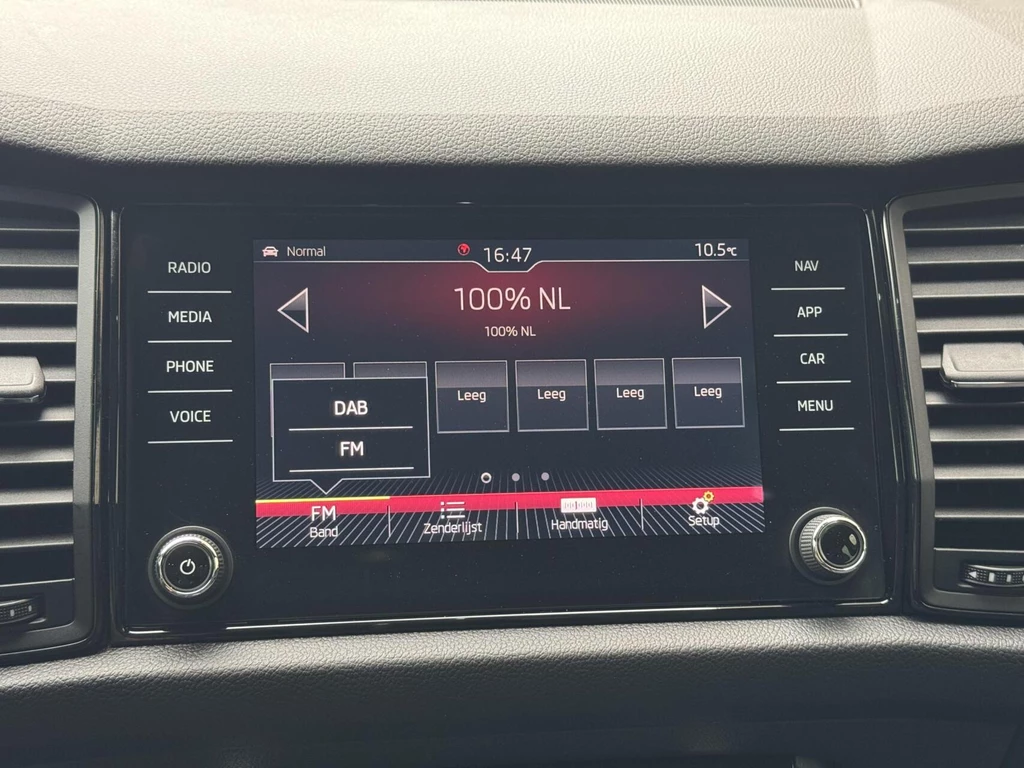 Normal
16:47
10.5°C
RADIO
MEDIA
PHONE
VOICE
100% NL
100% NL
NAV
APP
CAR
MENU
Leeg
Leeg
Leeg
Leeg
DAB
FM
FM
Band
Zenderlijst
Handmatig
Setup